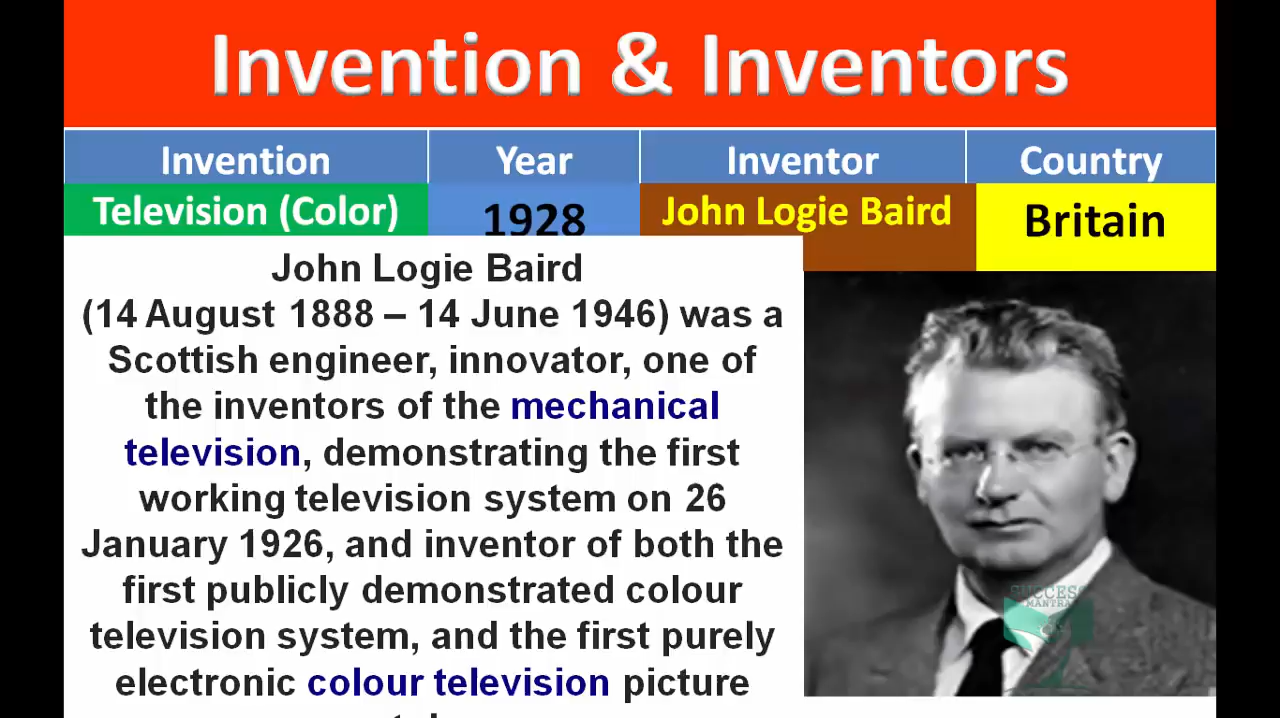 Invention & Inventors
Invention Year Inventor Country
Television (Color) 1928 John Logie Baird Britain
John Logie Baird
(14 August 1888 – 14 June 1946) was a
Scottish engineer, innovator, one of
the inventors of the mechanical
television, demonstrating the first
working television system on 26
January 1926, and inventor of both the
first publicly demonstrated colour
television system, and the first purely
electronic colour television picture
SUCCESS
MANTRA